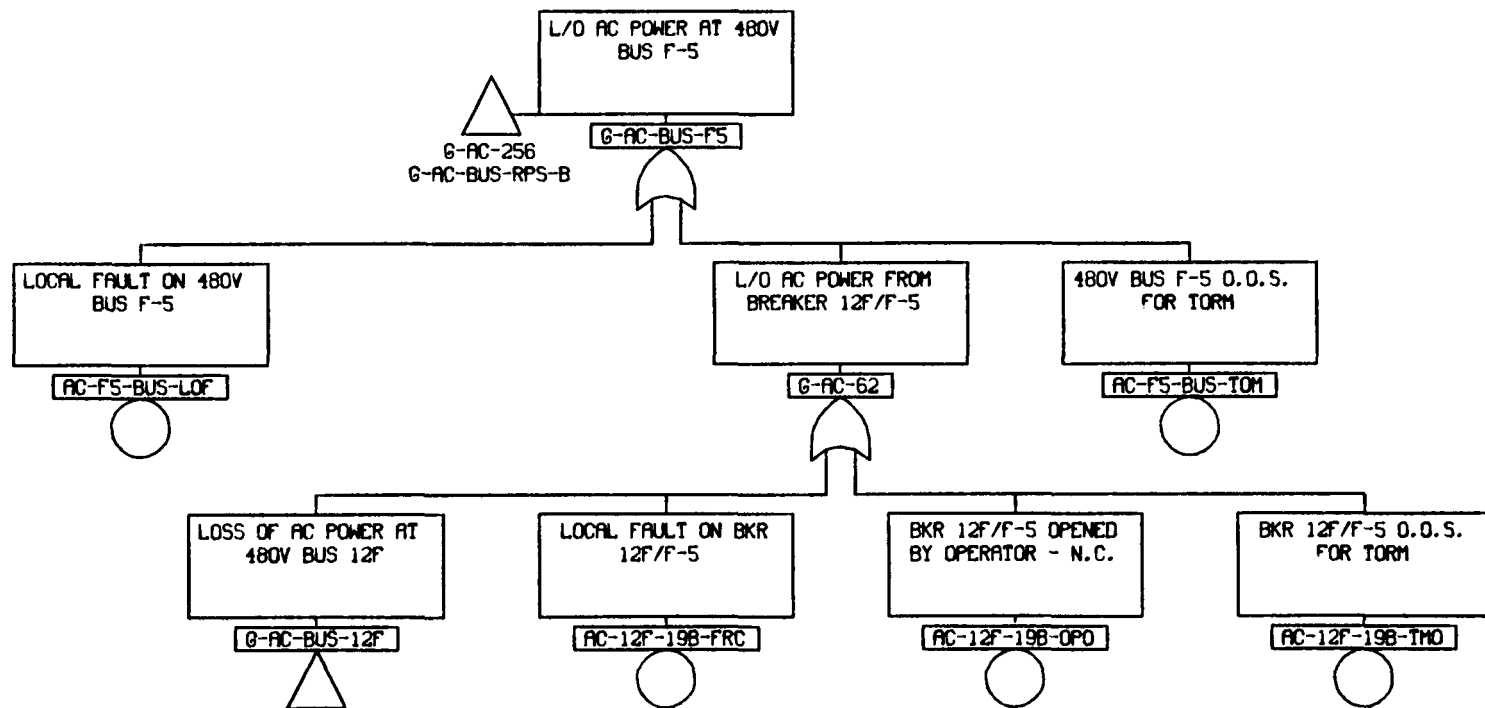 L/O AC POWER AT 480V
BUS F-5
G-AC-256
G-AC-BUS-RPS-B
G-AC-BUS-F5
LOCAL FAULT ON 480V
BUS F-5
AC-F5-BUS-LOF
L/O AC POWER FROM
BREAKER 12F/F-5
G-AC-62
480V BUS F-5 O.O.S.
FOR TORM
AC-F5-BUS-TOM
LOSS OF AC POWER AT
480V BUS 12F
G-AC-BUS-12F
LOCAL FAULT ON BKR
12F/F-5
AC-12F-19B-FRC
BKR 12F/F-5 OPENED
BY OPERATOR - N.C.
AC-12F-19B-OPO
BKR 12F/F-5 O.O.S.
FOR TORM
AC-12F-19B-TMO